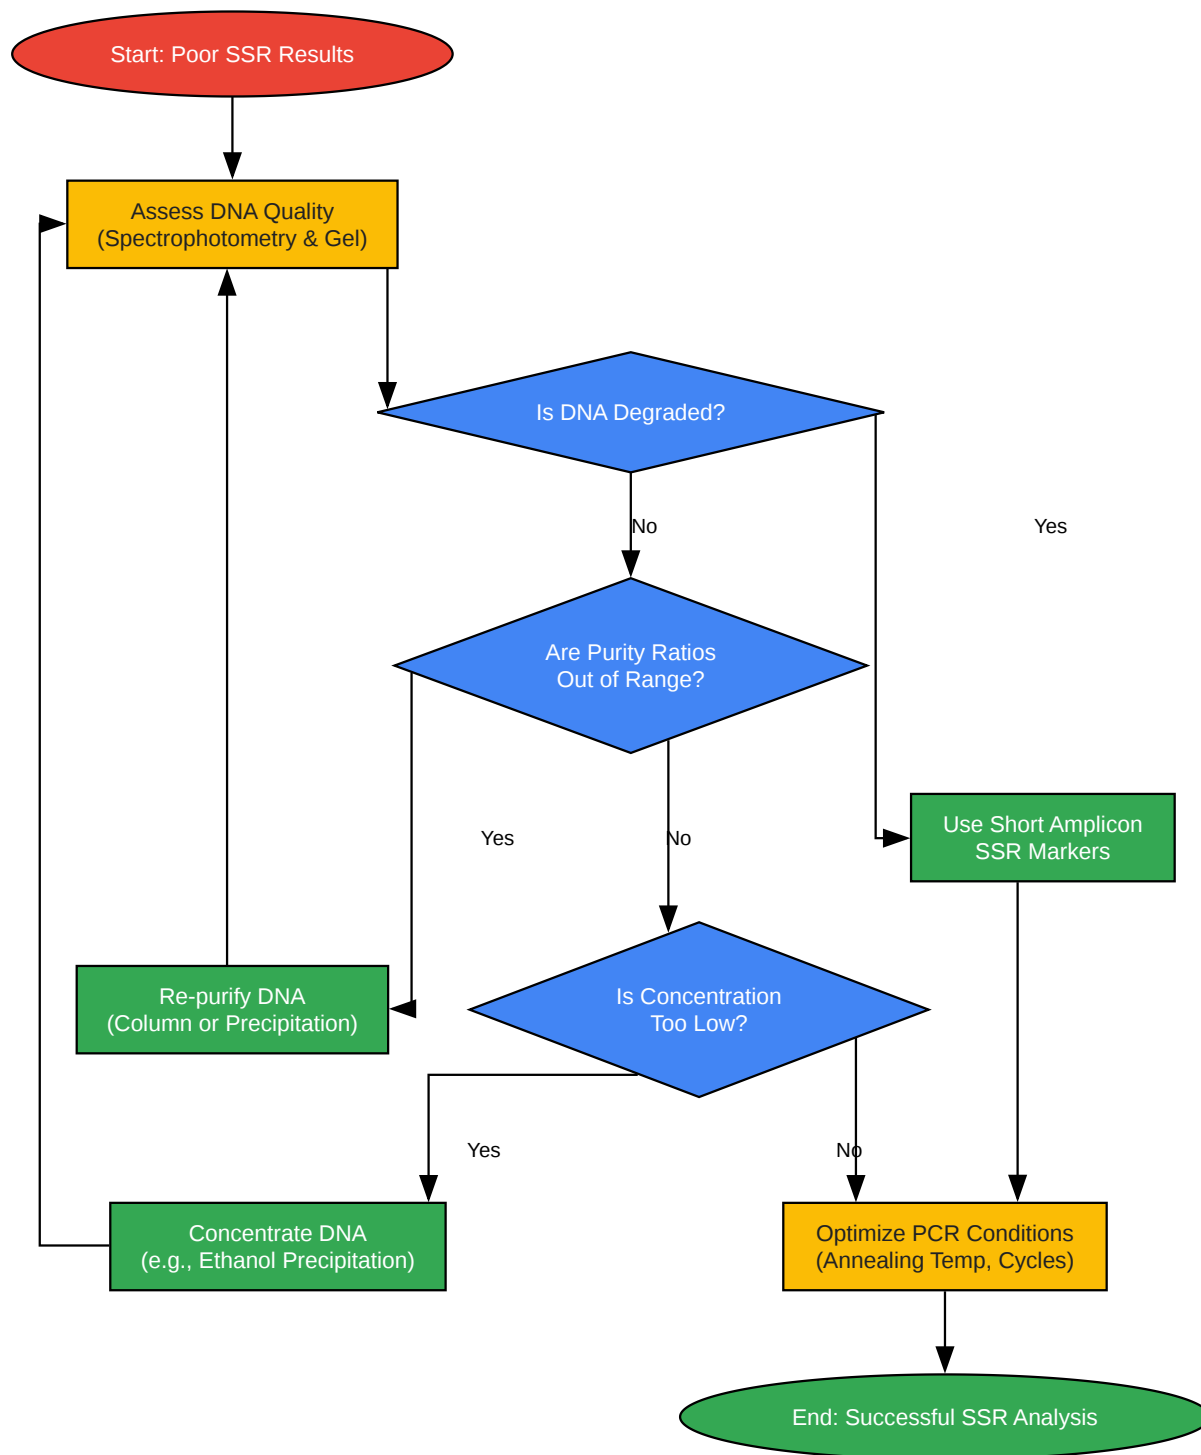 Start: Poor SSR Results
Assess DNA Quality
(Spectrophotometry & Gel)
Is DNA Degraded?
No
Yes
Are Purity Ratios
Out of Range?
Yes
No
Use Short Amplicon
SSR Markers
Re-purify DNA
(Column or Precipitation)
Is Concentration
Too Low?
Yes
No
Concentrate DNA
(e.g., Ethanol Precipitation)
Optimize PCR Conditions
(Annealing Temp, Cycles)
End: Successful SSR Analysis